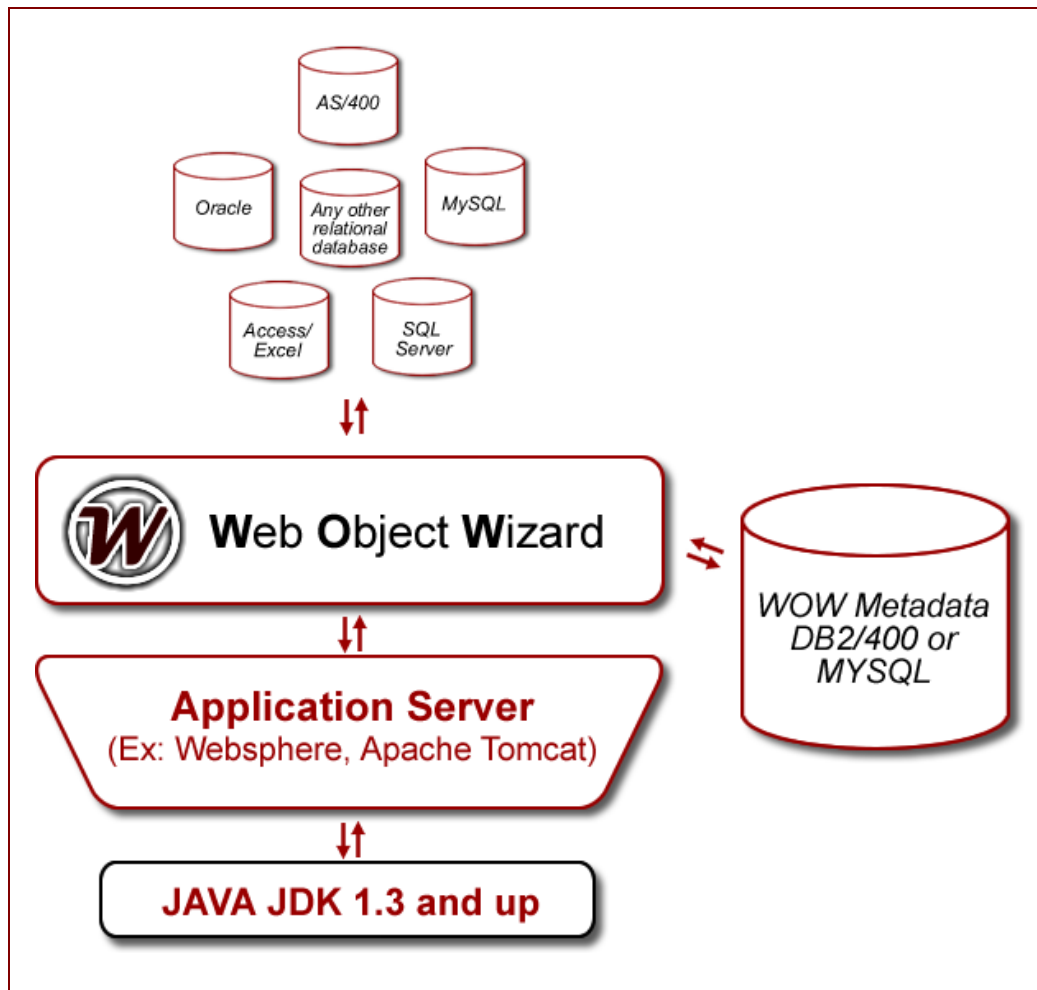 AS/400
Oracle
Any other
relational
database
MySQL
Access/
Excel
SQL
Server
W
Web Object Wizard
WOW Metadata
DB2/400 or
MYSQL
Application Server
(Ex: Websphere, Apache Tomcat)
JAVA JDK 1.3 and up